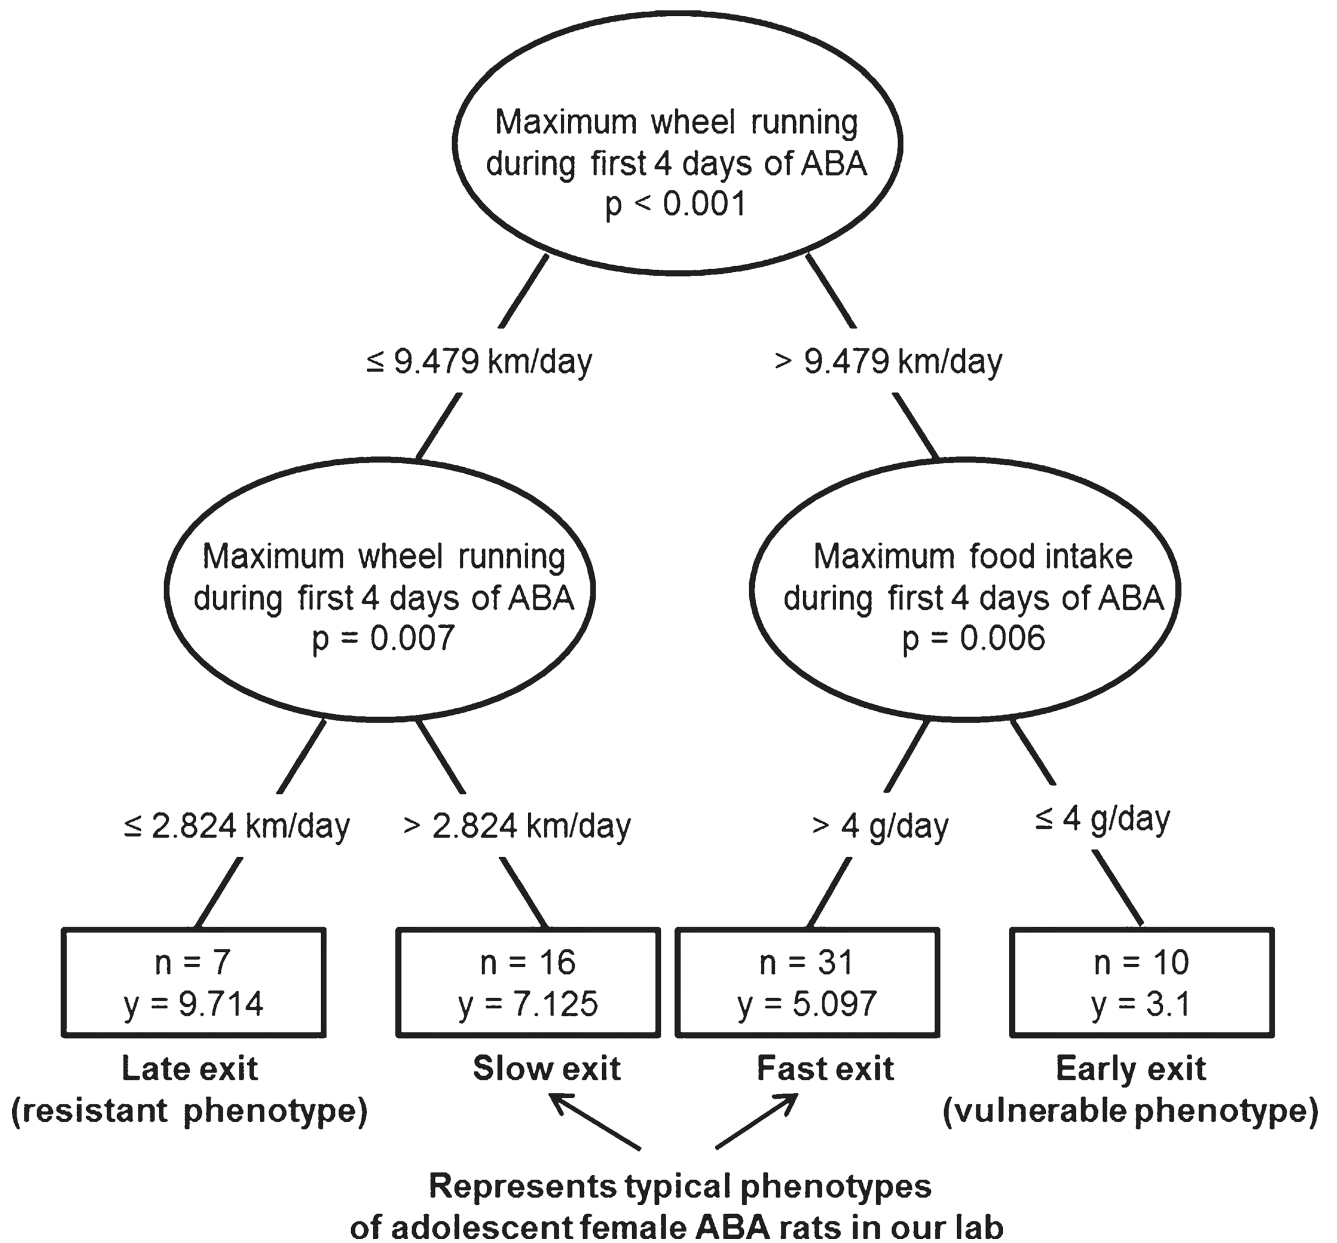 Maximum wheel running
during first 4 days of ABA
p < 0.001
≤ 9.479 km/day
> 9.479 km/day
Maximum wheel running
during first 4 days of ABA
p = 0.007
Maximum food intake
during first 4 days of ABA
p = 0.006
≤ 2.824 km/day
> 2.824 km/day
> 4 g/day
≤ 4 g/day
n = 7
y = 9.714
n = 16
y = 7.125
n = 31
y = 5.097
n = 10
y = 3.1
Late exit
(resistant phenotype)
Slow exit
Fast exit
Early exit
(vulnerable phenotype)
Represents typical phenotypes
of adolescent female ABA rats in our lab